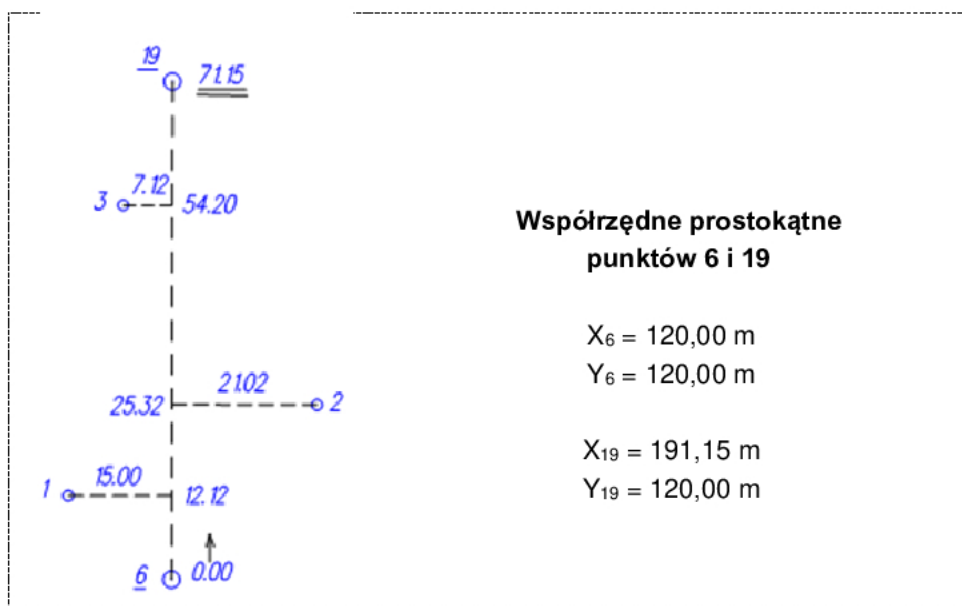 19 71.15
7.12
3 54.20
21.02
25.32 2
15.00
1 12.12
6 0.00
Współrzędne prostokątne
punktów 6 i 19
X₆ = 120,00 m
Y₆ = 120,00 m
X₁₉ = 191,15 m
Y₁₉ = 120,00 m